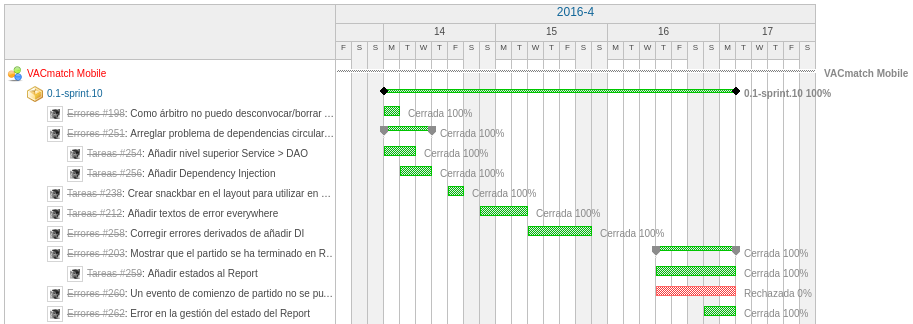 2016-4
14 15 16 17
F S S M T W T F S S M T W T F S S M T W T F S S M T W T F S
VACmatch Mobile VACmatch Mobile
0.1-sprint.10 0.1-sprint.10 100%
Errores #198: Como árbitro no puedo desconvocar/borrar ... Cerrada 100%
Errores #251: Arreglar problema de dependencias circular... Cerrada 100%
Tareas #254: Añadir nivel superior Service > DAO Cerrada 100%
Tareas #256: Añadir Dependency Injection Cerrada 100%
Tareas #238: Crear snackbar en el layout para utilizar en ... Cerrada 100%
Tareas #212: Añadir textos de error everywhere Cerrada 100%
Errores #258: Corregir errores derivados de añadir DI Cerrada 100%
Errores #203: Mostrar que el partido se ha terminado en R... Cerrada 100%
Tareas #259: Añadir estados al Report Cerrada 100%
Errores #260: Un evento de comienzo de partido no se pu... Rechazada 0%
Errores #262: Error en la gestión del estado del Report Cerrada 100%